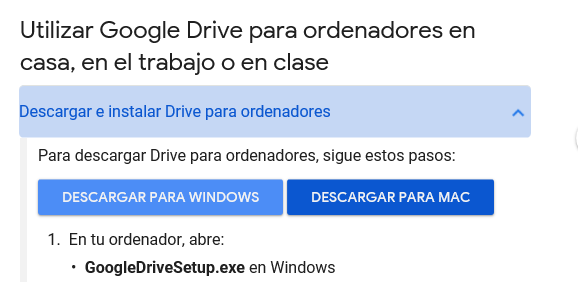 Utilizar Google Drive para ordenadores en
casa, en el trabajo o en clase
Descargar e instalar Drive para ordenadores
Para descargar Drive para ordenadores, sigue estos pasos:
DESCARGAR PARA WINDOWS DESCARGAR PARA MAC
1. En tu ordenador, abre:
• GoogleDriveSetup.exe en Windows